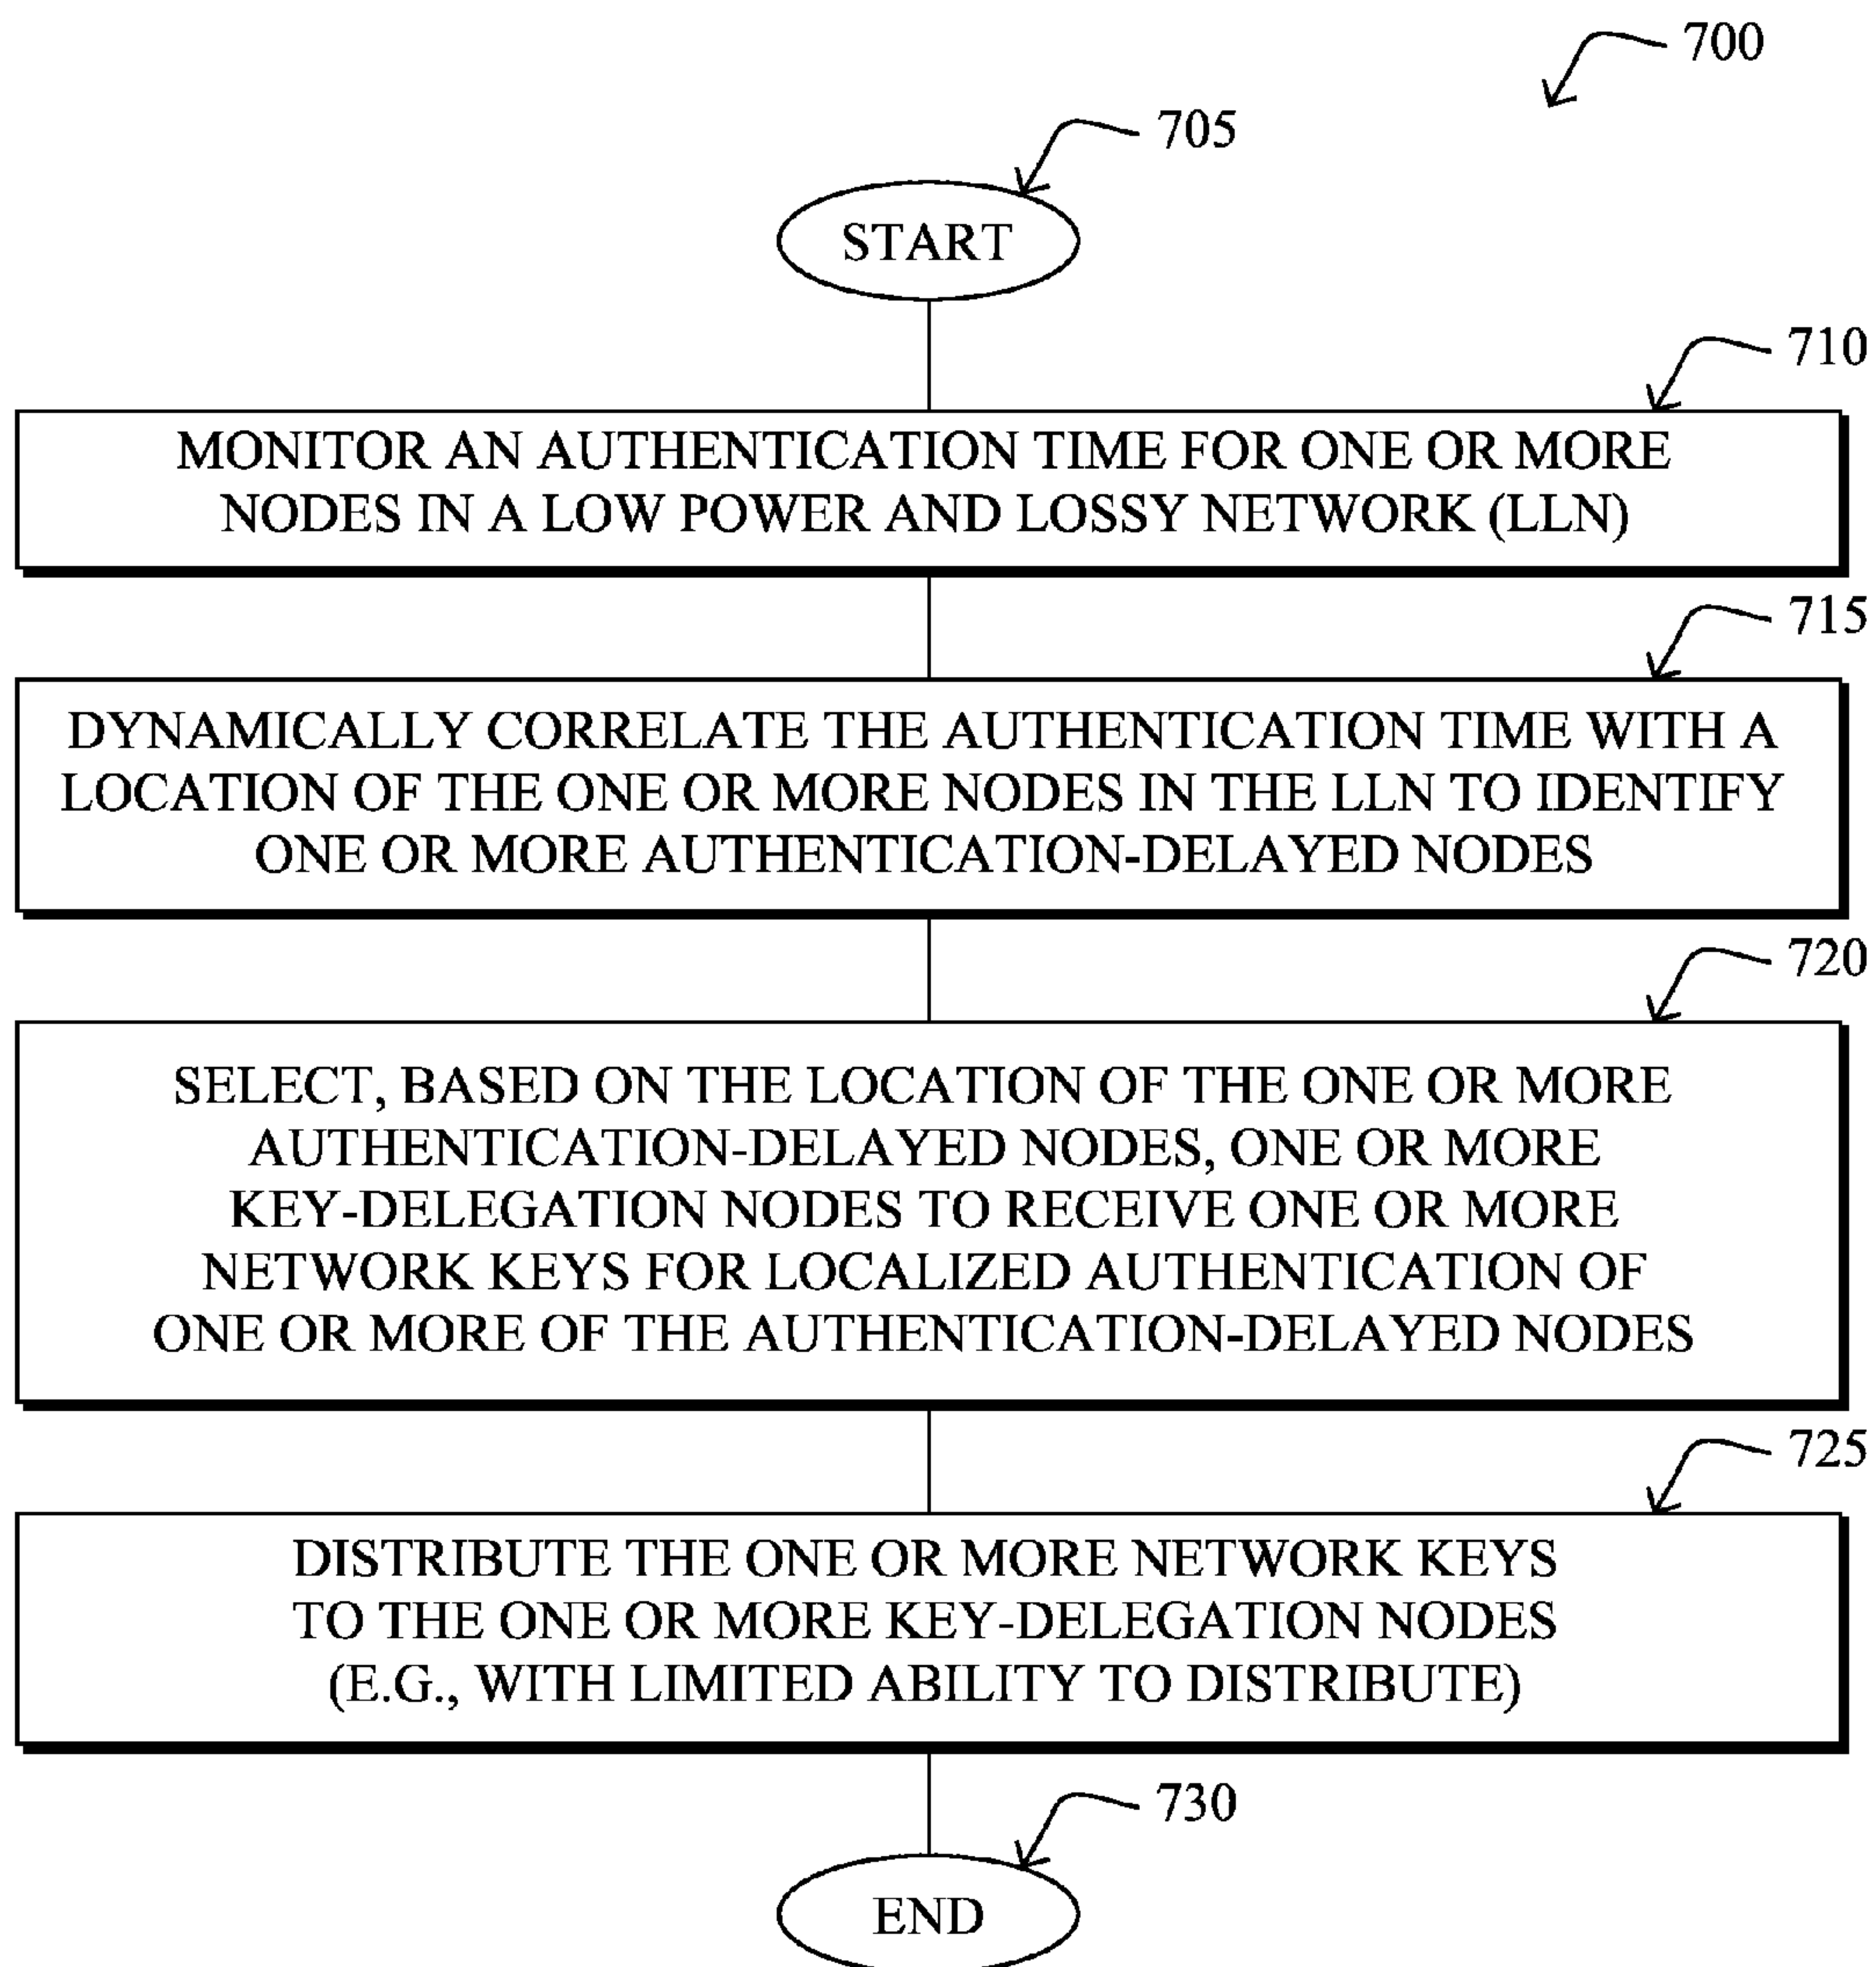 700
705
START
710
MONITOR AN AUTHENTICATION TIME FOR ONE OR MORE
NODES IN A LOW POWER AND LOSSY NETWORK (LLN)
715
DYNAMICALLY CORRELATE THE AUTHENTICATION TIME WITH A
LOCATION OF THE ONE OR MORE NODES IN THE LLN TO IDENTIFY
ONE OR MORE AUTHENTICATION-DELAYED NODES
720
SELECT, BASED ON THE LOCATION OF THE ONE OR MORE
AUTHENTICATION-DELAYED NODES, ONE OR MORE
KEY-DELEGATION NODES TO RECEIVE ONE OR MORE
NETWORK KEYS FOR LOCALIZED AUTHENTICATION OF
ONE OR MORE OF THE AUTHENTICATION-DELAYED NODES
725
DISTRIBUTE THE ONE OR MORE NETWORK KEYS
TO THE ONE OR MORE KEY-DELEGATION NODES
(E.G., WITH LIMITED ABILITY TO DISTRIBUTE)
730
END